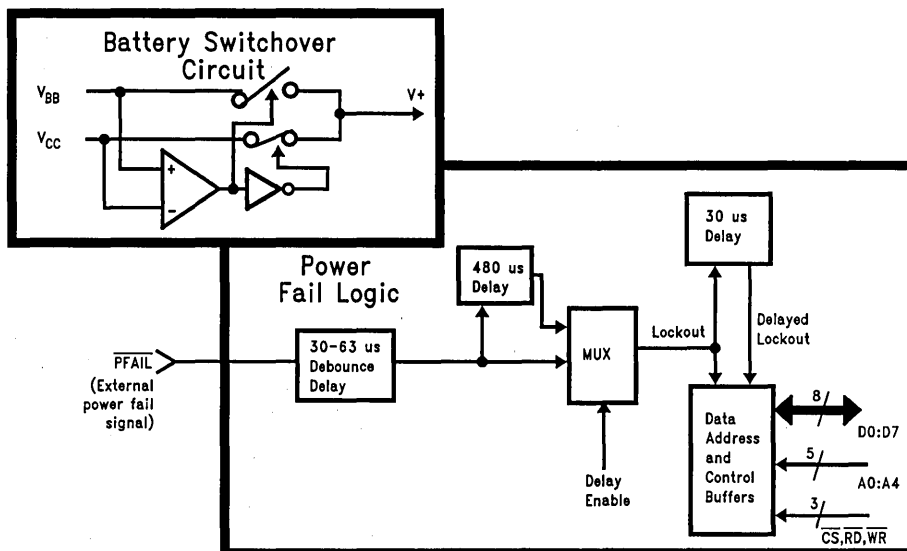 Battery Switchover
Circuit
VBB
VCC
V+
+
-
Power
Fail Logic
480 us
Delay
30 us
Delay
PFAIL
(External
power fail
signal)
30-63 us
Debounce
Delay
MUX
Lockout
Delayed
Lockout
Delay
Enable
Data
Address
and
Control
Buffers
8
D0:D7
5
A0:A4
3
CS,RD,WR